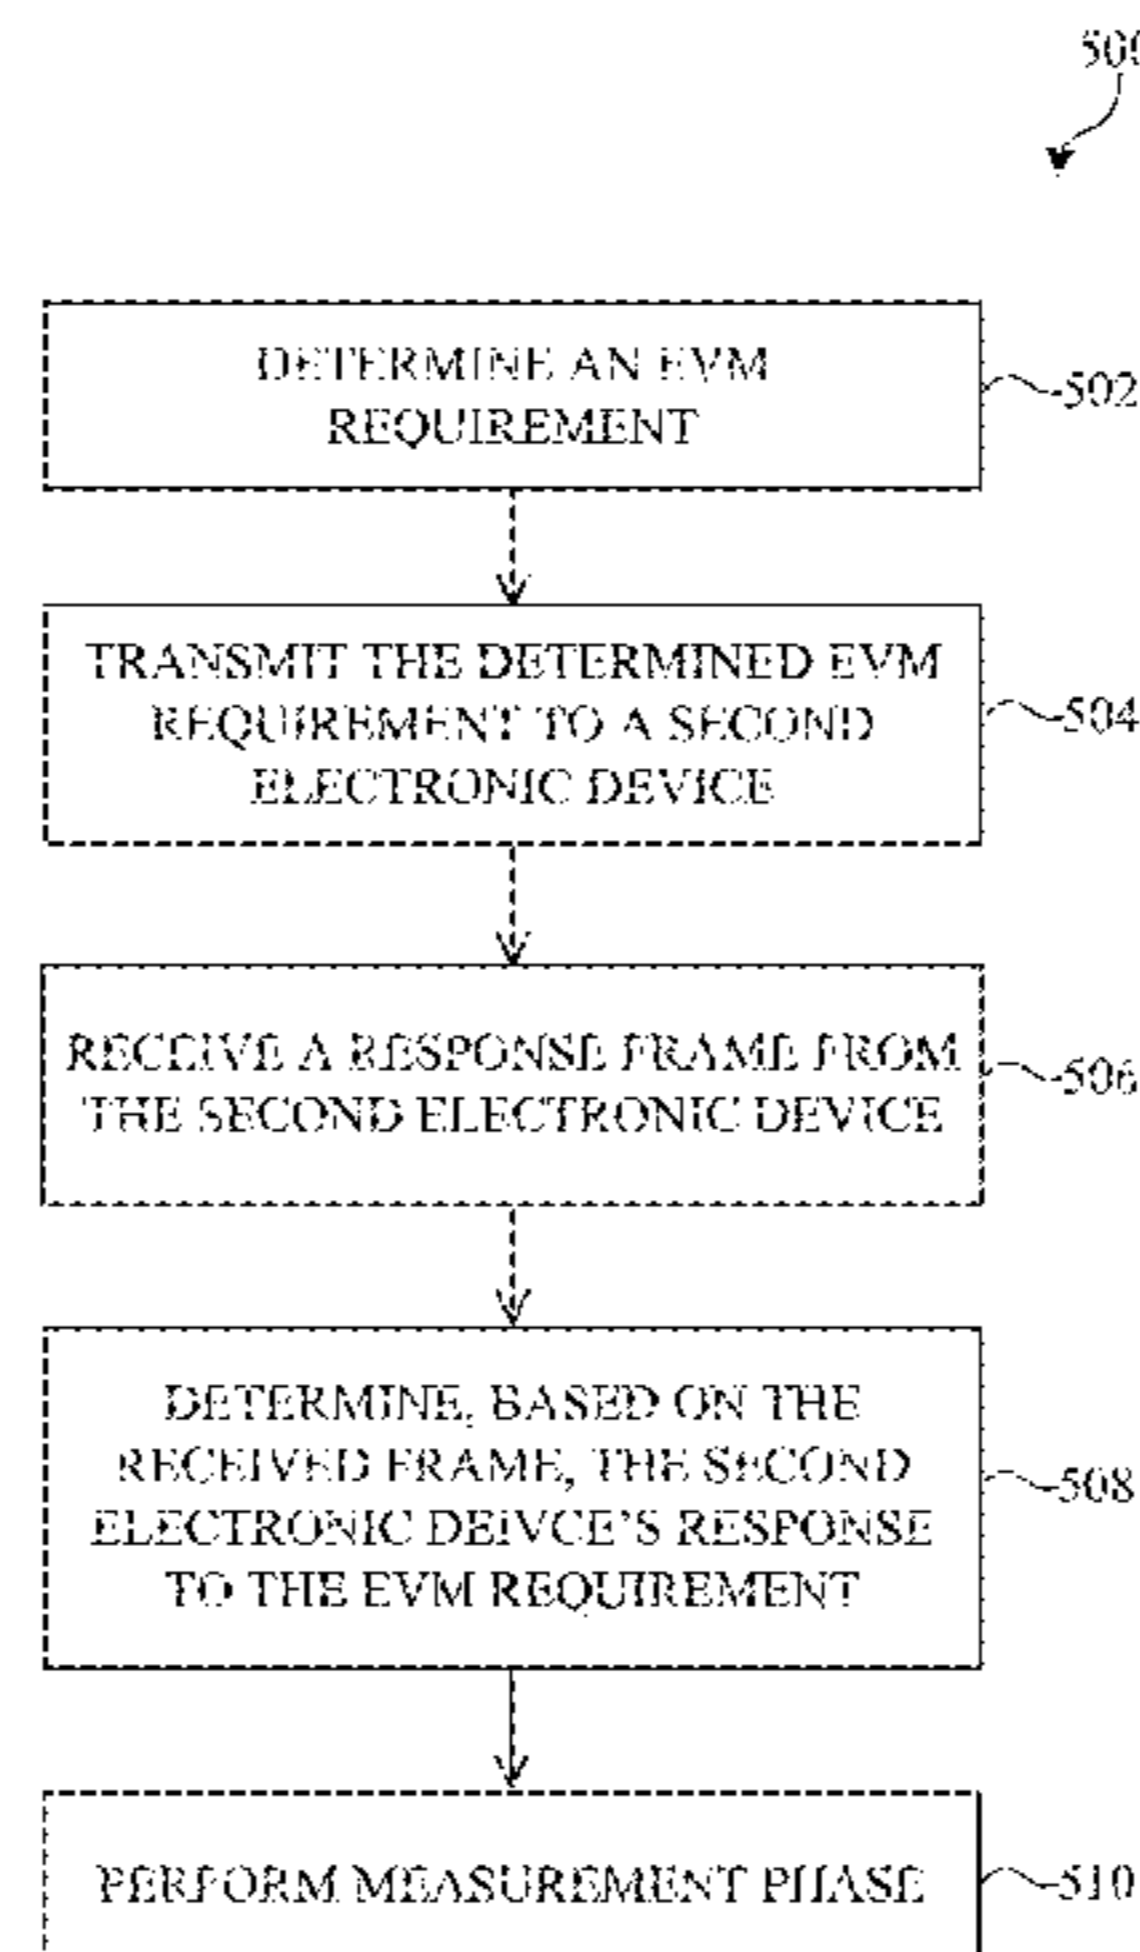 500
DETERMINE AN EVM
REQUIREMENT
502
TRANSMIT THE DETERMINED EVM
REQUIREMENT TO A SECOND
ELECTRONIC DEVICE
504
RECEIVE A RESPONSE FRAME FROM
THE SECOND ELECTRONIC DEVICE
506
DETERMINE, BASED ON THE
RECEIVED FRAME, THE SECOND
ELECTRONIC DEIVCE'S RESPONSE
TO THE EVM REQUIREMENT
508
PERFORM MEASUREMENT PHASE
510